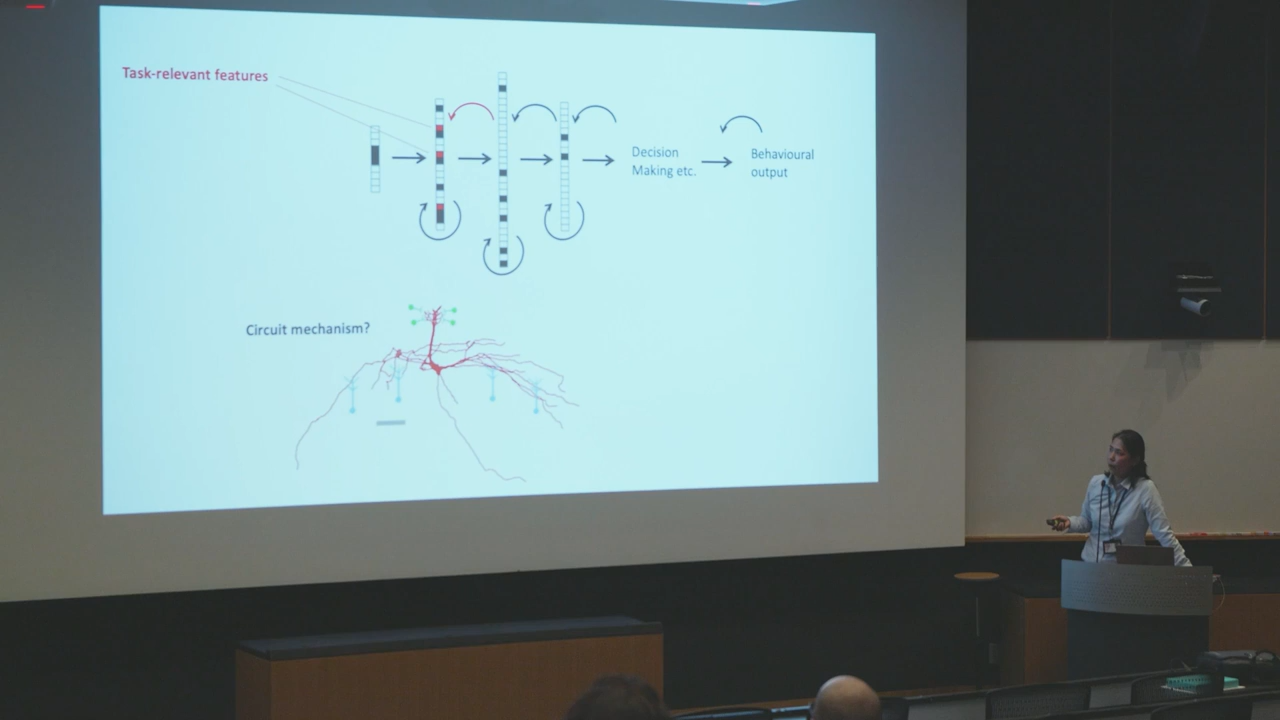 Task-relevant features
Decision
Making etc.
Behavioural
output
Circuit mechanism?